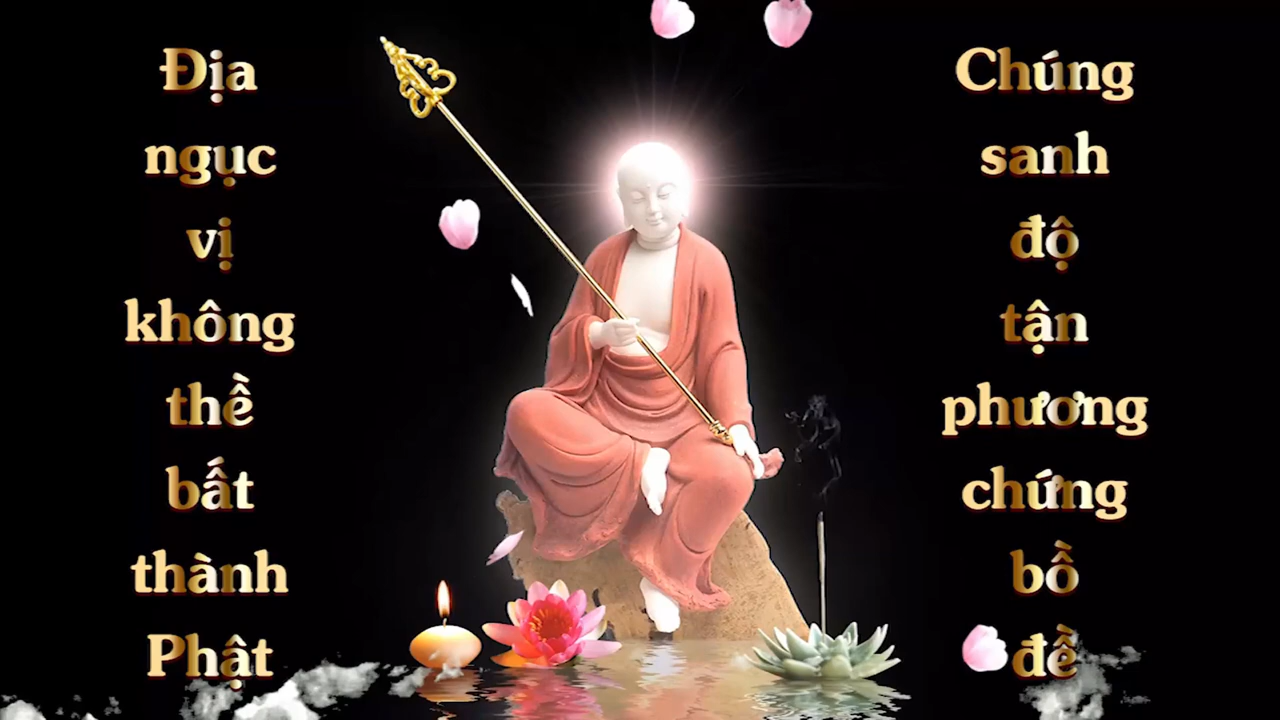 Địa
ngục
vị
không
thề
bất
thành
Phật
Chúng
sanh
độ
tận
phương
chứng
bồ
đề